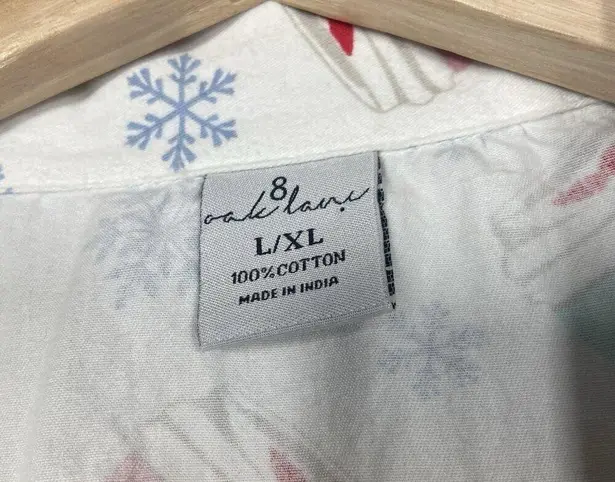 8
oak lane
L/XL
100% COTTON
MADE IN INDIA